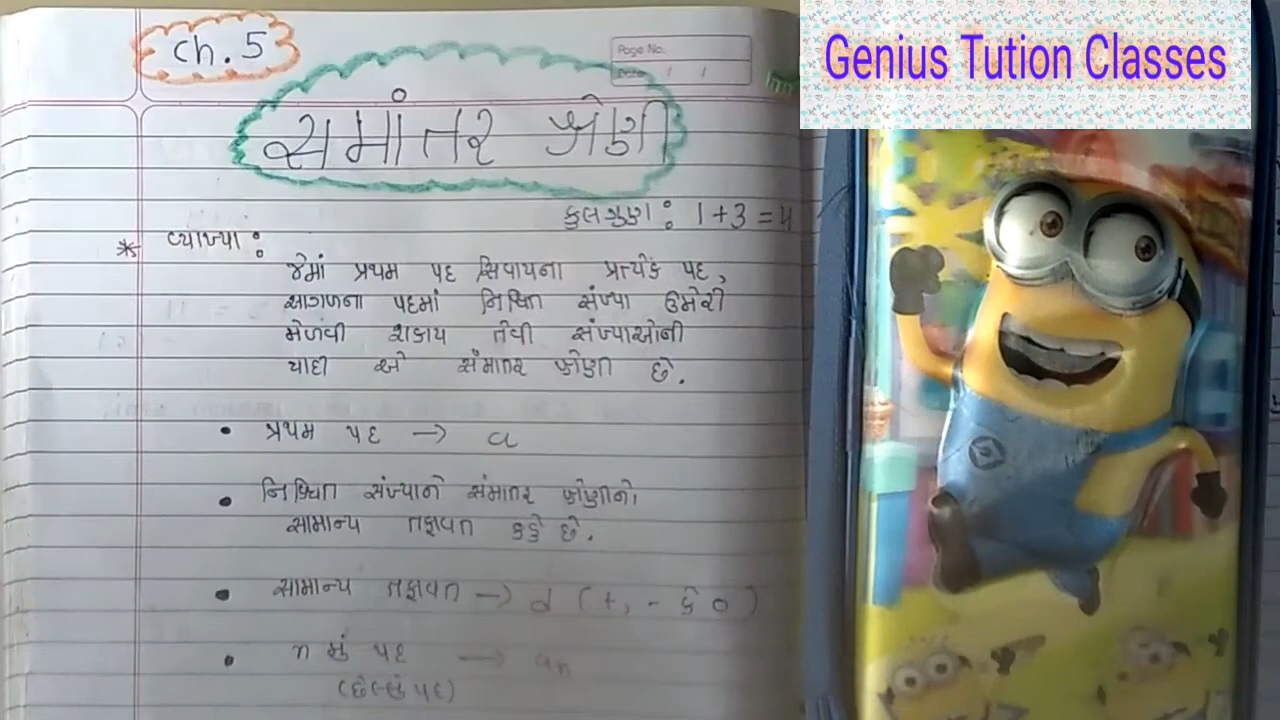 Ch. 5
Page No.
Date / /
Genius Tution Classes
સમાંતર શ્રેણી
કુલગુણ : 1 + 3 = 4
* વ્યાખ્યા :
જેમાં પ્રથમ પદ સિવાયના પ્રત્યેક પદ,
આગળના પદમાં નિશ્ચિત સંખ્યા ઉમેરી
મેળવી શકાય તેવી સંખ્યાઓની
યાદી એ સંમાતર શ્રેણી છે.
• પ્રથમ પદ → a
• નિશ્ચિત સંખ્યાને સંમાતર શ્રેણીનો
સામાન્ય તફાવત કહે છે.
• સામાન્ય તફાવત → d (+, - કે 0)
• n મું પદ → an
(છેલ્લું પદ)